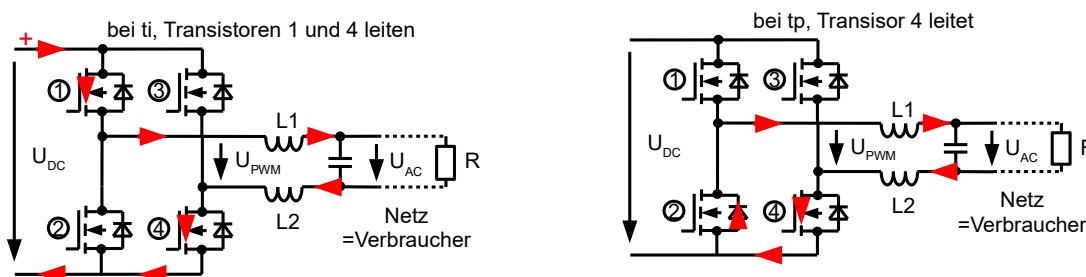 bei ti, Transistoren 1 und 4 leiten
+
1
3
L1
U_DC
U_PWM
U_AC
R
2
4
L2
Netz
=Verbraucher
bei tp, Transisor 4 leitet
1
3
L1
U_DC
U_PWM
U_AC
R
2
4
L2
Netz
=Verbraucher